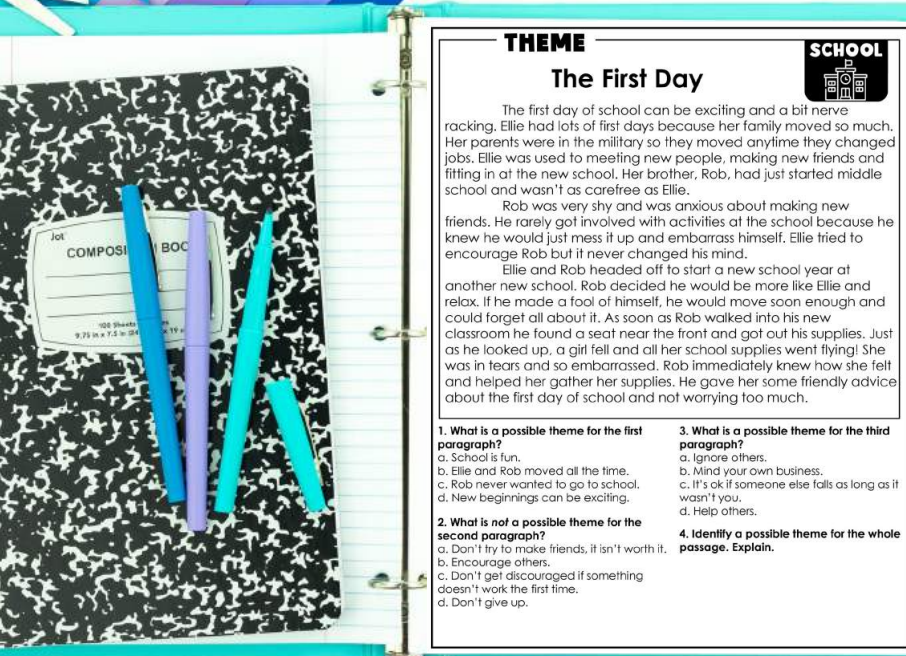 THEME
SCHOOL
The First Day
The first day of school can be exciting and a bit nerve
racking. Ellie had lots of first days because her family moved so much.
Her parents were in the military so they moved anytime they changed
jobs. Ellie was used to meeting new people, making new friends and
fitting in at the new school. Her brother, Rob, had just started middle
school and wasn't as carefree as Ellie.
Rob was very shy and was anxious about making new
friends. He rarely got involved with activities at the school because he
knew he would just mess it up and embarrass himself. Ellie tried to
encourage Rob but it never changed his mind.
Ellie and Rob headed off to start a new school year at
another new school. Rob decided he would be more like Ellie and
relax. If he made a fool of himself, he would move soon enough and
could forget all about it. As soon as Rob walked into his new
classroom he found a seat near the front and got out his supplies. Just
as he looked up, a girl fell and all her school supplies went flying! She
was in tears and so embarrassed. Rob immediately knew how she felt
and helped her gather her supplies. He gave her some friendly advice
about the first day of school and not worrying too much.
1. What is a possible theme for the first
paragraph?
a. School is fun.
b. Ellie and Rob moved all the time.
c. Rob never wanted to go to school.
d. New beginnings can be exciting.
2. What is not a possible theme for the
second paragraph?
a. Don't try to make friends, it isn't worth it.
b. Encourage others.
c. Don't get discouraged if something
doesn't work the first time.
d. Don't give up.
3. What is a possible theme for the third
paragraph?
a. Ignore others.
b. Mind your own business.
c. It's ok if someone else falls as long as it
wasn't you.
d. Help others.
4. Identify a possible theme for the whole
passage. Explain.
Jot
COMPOSI N BOO
100 Sheets
9.75 in x 7.5 in